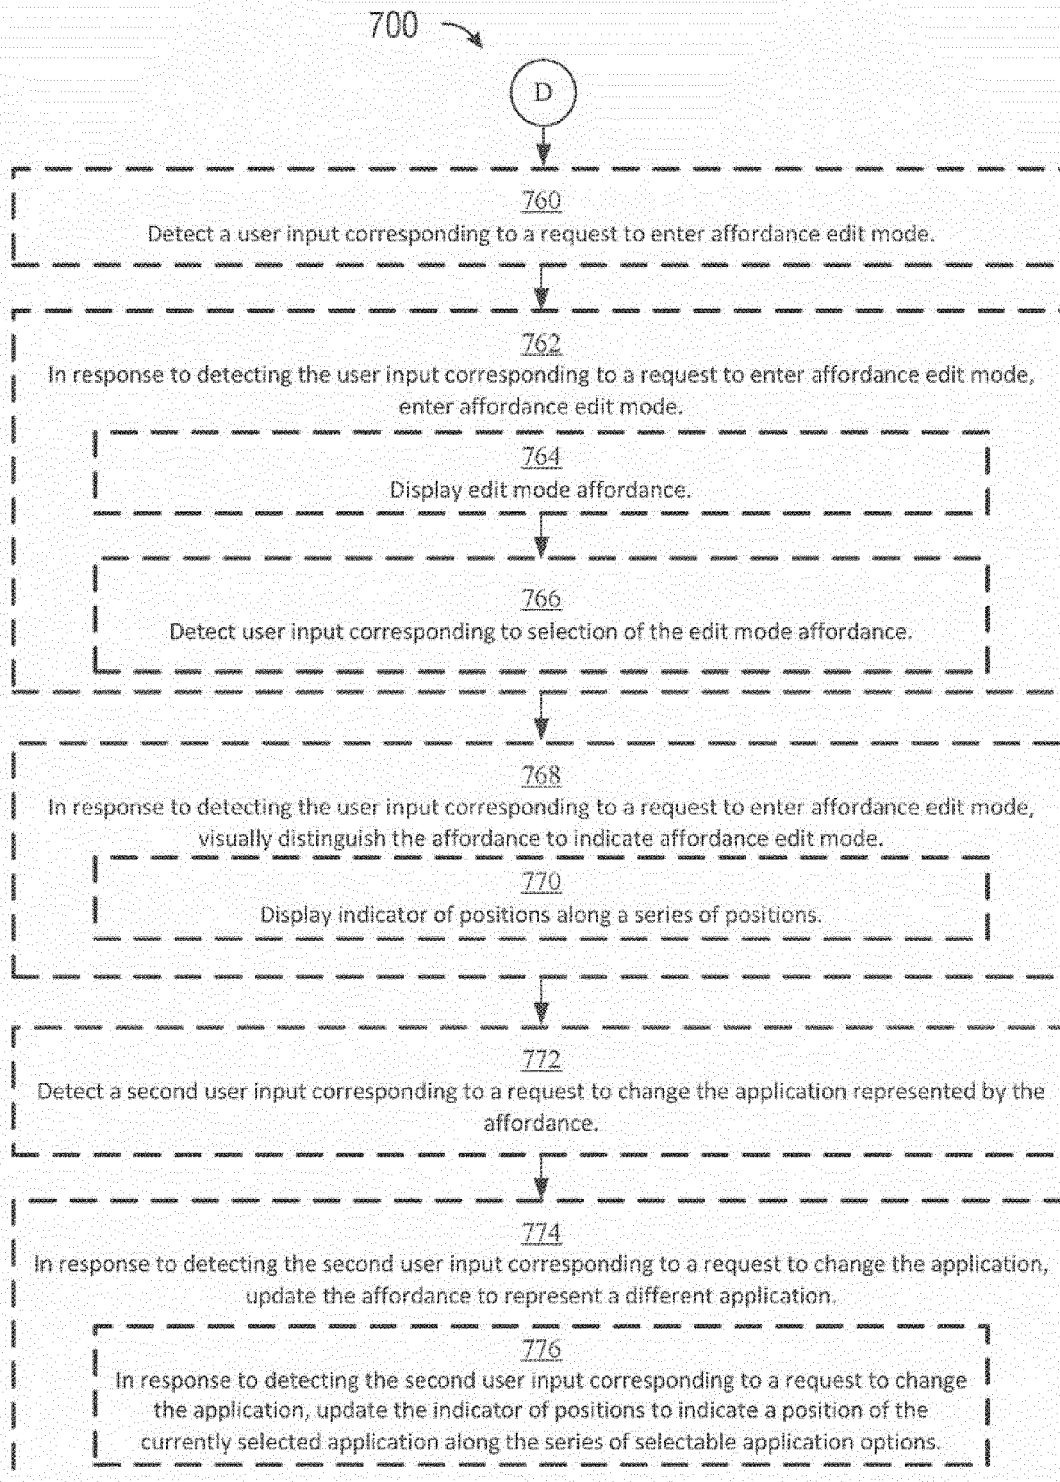 700
D
760
Detect a user input corresponding to a request to enter affordance edit mode.
762
In response to detecting the user input corresponding to a request to enter affordance edit mode,
enter affordance edit mode.
764
Display edit mode affordance.
766
Detect user input corresponding to selection of the edit mode affordance.
768
In response to detecting the user input corresponding to a request to enter affordance edit mode,
visually distinguish the affordance to indicate affordance edit mode.
770
Display indicator of positions along a series of positions.
772
Detect a second user input corresponding to a request to change the application represented by the
affordance.
774
In response to detecting the second user input corresponding to a request to change the application,
update the affordance to represent a different application.
776
In response to detecting the second user input corresponding to a request to change
the application, update the indicator of positions to indicate a position of the
currently selected application along the series of selectable application options.